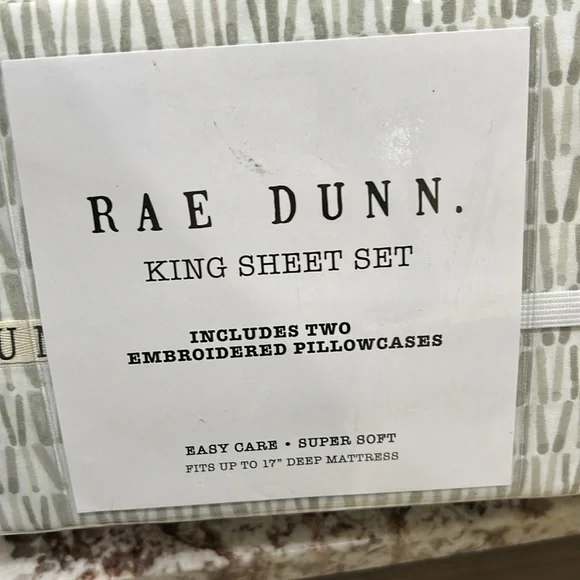 RAE DUNN.
KING SHEET SET
INCLUDES TWO
EMBROIDERED PILLOWCASES
EASY CARE • SUPER SOFT
FITS UP TO 17" DEEP MATTRESS